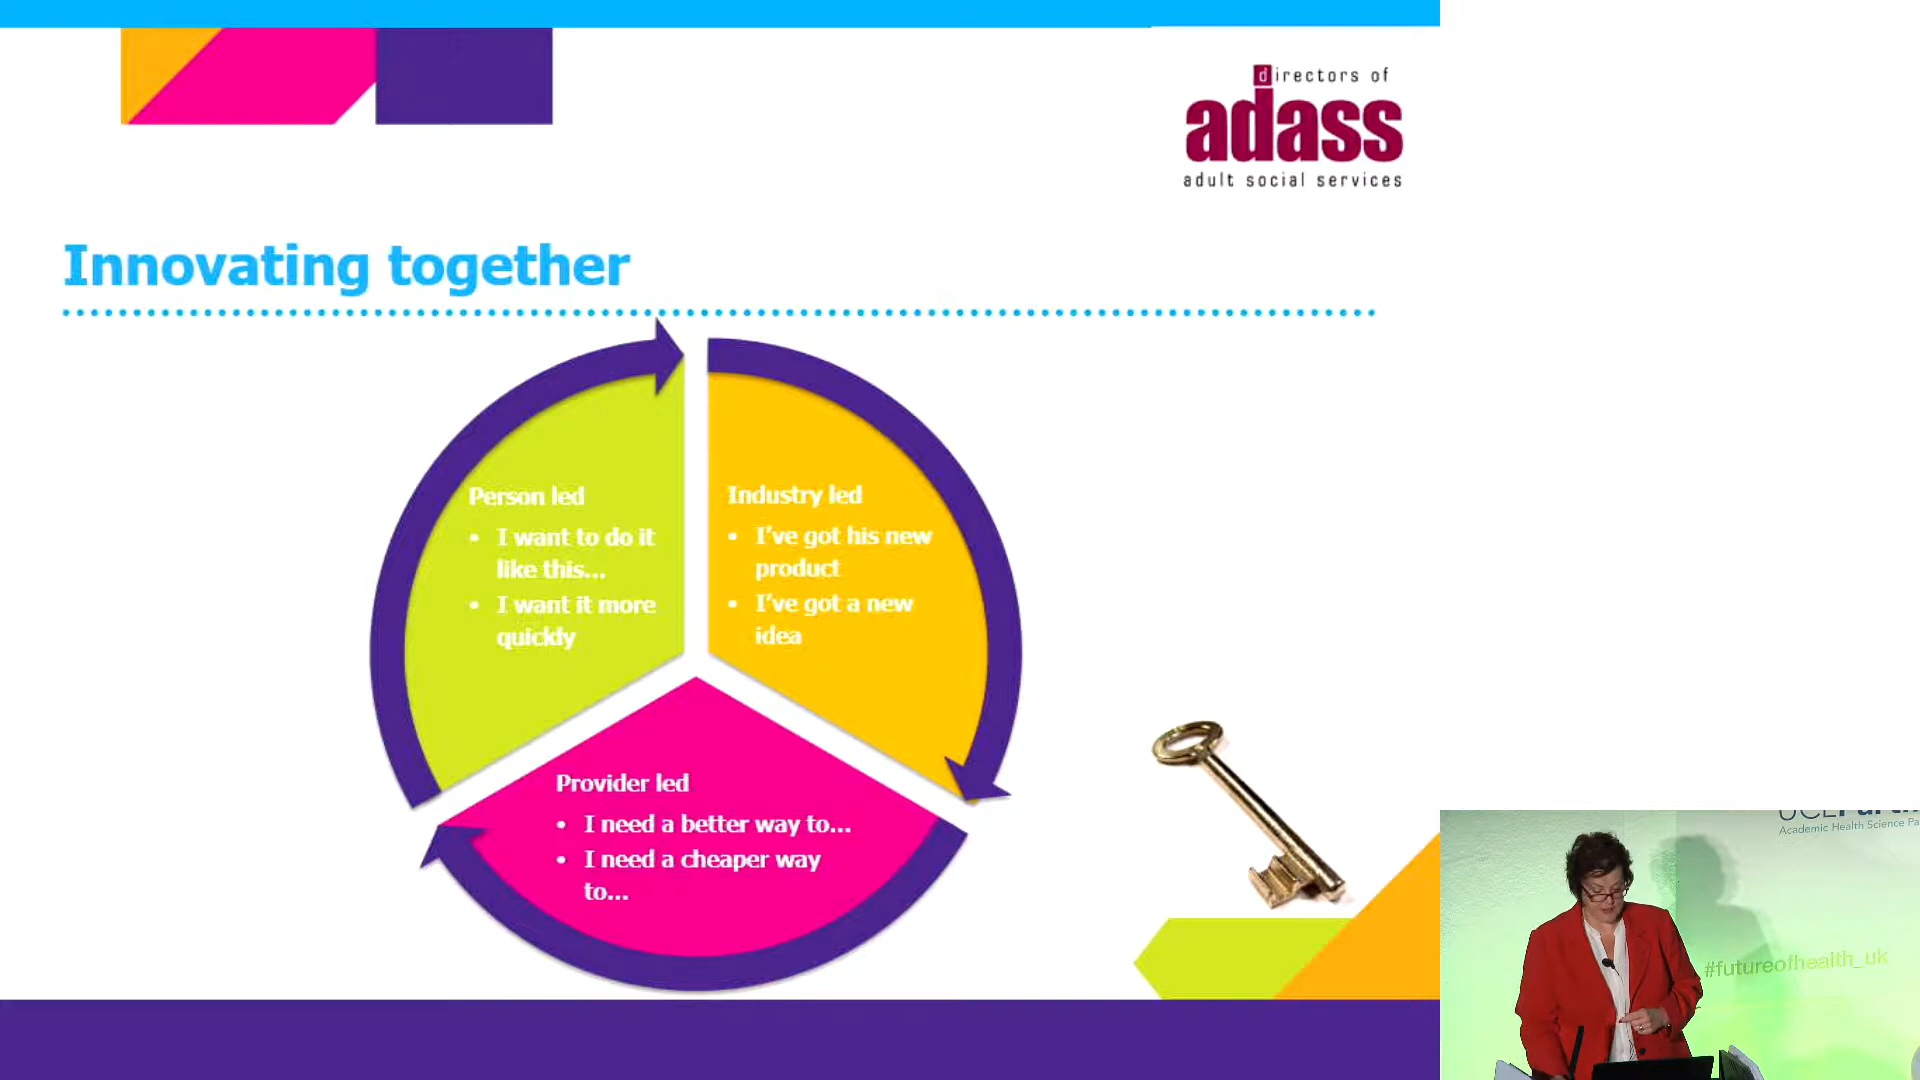 directors of
adass
adult social services
Innovating together
Person led
• I want to do it
like this...
• I want it more
quickly
Industry led
• I've got his new
product
• I've got a new
idea
Provider led
• I need a better way to...
• I need a cheaper way
to...
Academic Health Science
#futureofhealth_uk